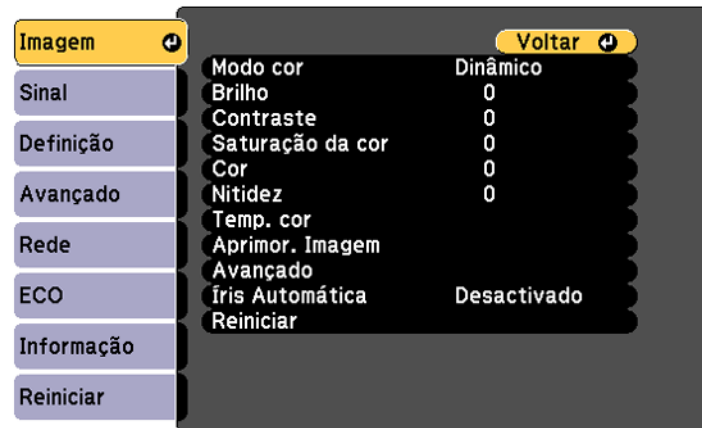 Imagem
Sinal
Definição
Avançado
Rede
ECO
Informação
Reiniciar
Voltar
Modo cor Dinâmico
Brilho 0
Contraste 0
Saturação da cor 0
Cor 0
Nitidez 0
Temp. cor
Aprimor. Imagem
Avançado
Íris Automática Desactivado
Reiniciar